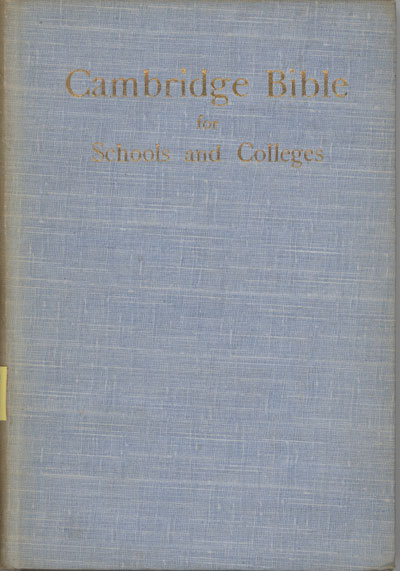 Cambridge Bible
for
Schools and Colleges